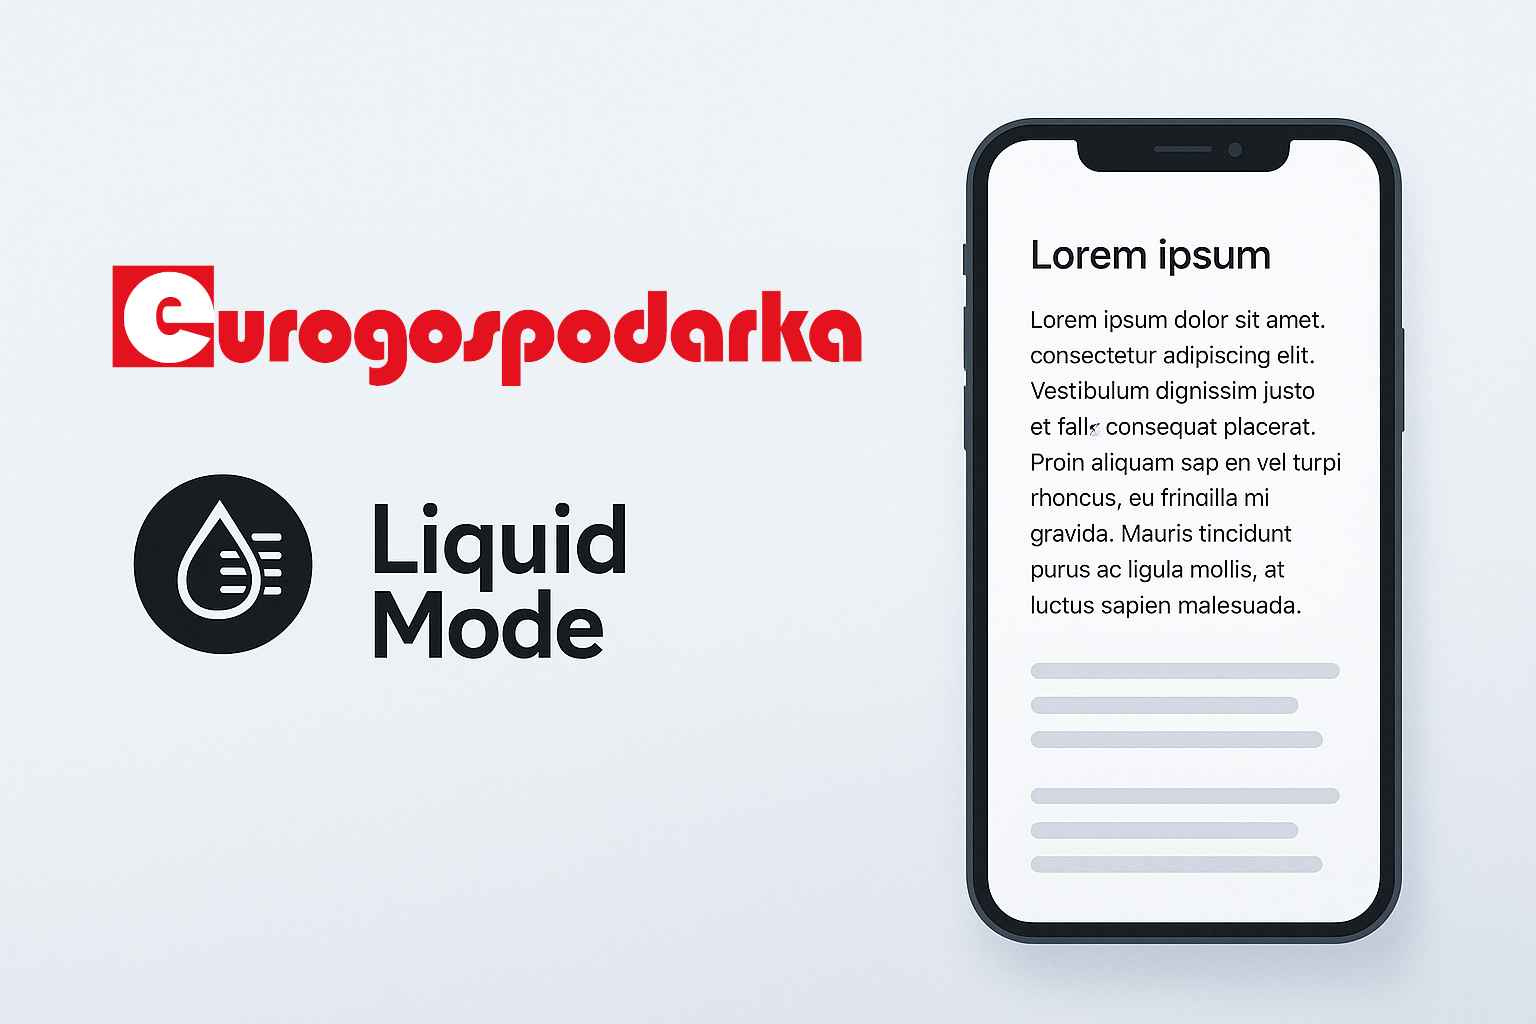 eurogospodarka
Liquid
Mode
Lorem ipsum
Lorem ipsum dolor sit amet.
consectetur adipiscing elit.
Vestibulum dignissim justo
et consequat placerat.
Proin aliquam sap en vel turpi
rhoncus, eu fringilla mi
gravida. Mauris tincidunt
purus ac ligula mollis, at
luctus sapien malesuada.